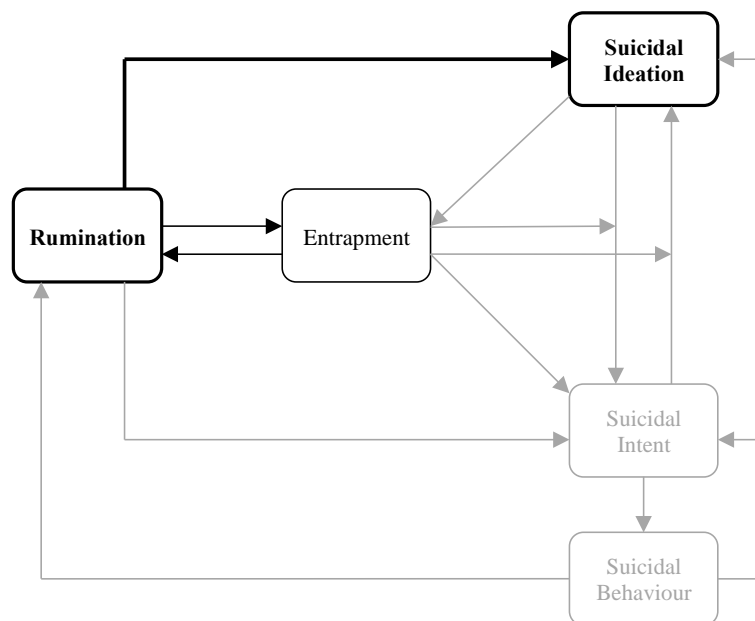 Suicidal
Ideation
Rumination
Entrapment
Suicidal
Intent
Suicidal
Behaviour